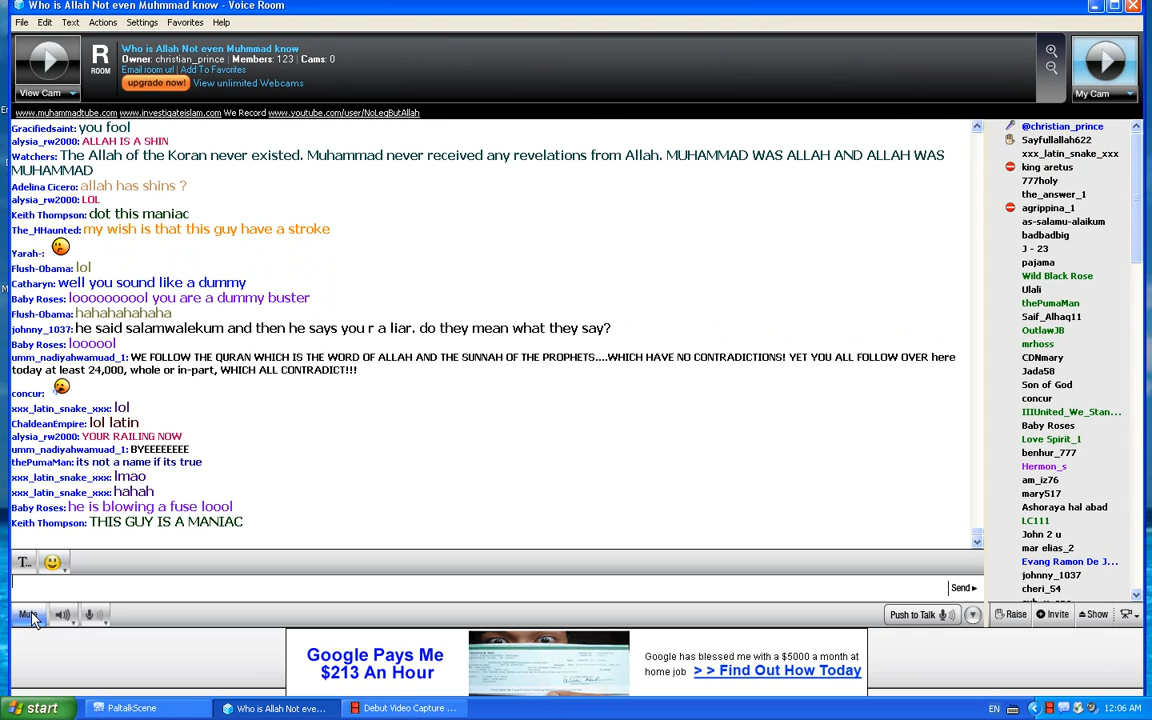 Who is Allah Not even Muhmmad know - Voice Room
File Edit Text Actions Settings Favorites Help
View Cam
R
ROOM
Who is Allah Not even Muhmmad know
Owner: christian_prince | Members: 123 | Cams: 0
Email room url | Add To Favorites
upgrade now! View unlimited Webcams
My Cam
www.muhammadtube.com www.investigateislam.com We Record www.youtube.com/user/NoLegButAllah
Gracifiedsaint: you fool
alysia_rw2000: ALLAH IS A SHIN
Watchers: The Allah of the Koran never existed. Muhammad never received any revelations from Allah. MUHAMMAD WAS ALLAH AND ALLAH WAS
MUHAMMAD
Adelina Cicero: allah has shins ?
alysia_rw2000: LOL
Keith Thompson: dot this maniac
The_HHaunted: my wish is that this guy have a stroke
Yarah-:
Flush-Obama: lol
Catharyn: well you sound like a dummy
Baby Roses: loooooooool you are a dummy buster
Flush-Obama: hahahahahaha
johnny_1037: he said salamwalekum and then he says you r a liar. do they mean what they say?
Baby Roses: loooool
umm_nadiyahwamuad_1: WE FOLLOW THE QURAN WHICH IS THE WORD OF ALLAH AND THE SUNNAH OF THE PROPHETS....WHICH HAVE NO CONTRADICTIONS! YET YOU ALL FOLLOW OVER here
today at least 24,000, whole or in-part, WHICH ALL CONTRADICT!!!
concur:
xxx_latin_snake_xxx: lol
ChaldeanEmpire: lol latin
alysia_rw2000: YOUR RAILING NOW
umm_nadiyahwamuad_1: BYEEEEEEE
thePumaMan: its not a name if its true
xxx_latin_snake_xxx: lmao
xxx_latin_snake_xxx: hahah
Baby Roses: he is blowing a fuse loool
Keith Thompson: THIS GUY IS A MANIAC
@christian_prince
Sayfullallah622
xxx_latin_snake_xxx
king aretus
777holy
the_answer_1
agrippina_1
as-salamu-alaikum
badbadbig
J - 23
pajama
Wild Black Rose
Ulali
thePumaMan
Saif_Alhaq11
OutlawJB
mrhoss
CDNmary
Jada58
Son of God
concur
IIIUnited_We_Stan...
Baby Roses
Love Spirit_1
benhur_777
Hermon_s
am_iz76
mary517
Ashoraya hal abad
LC111
John 2 u
mar elias_2
Evang Ramon De J...
johnny_1037
cheri_54
T...
Send
Mute
Push to Talk
Raise Invite Show
Google Pays Me
$213 An Hour
Google has blessed me with a $5000 a month at
home job > > Find Out How Today
start PaltalkScene Who is Allah Not eve... Debut Video Capture ... EN 12:06 AM